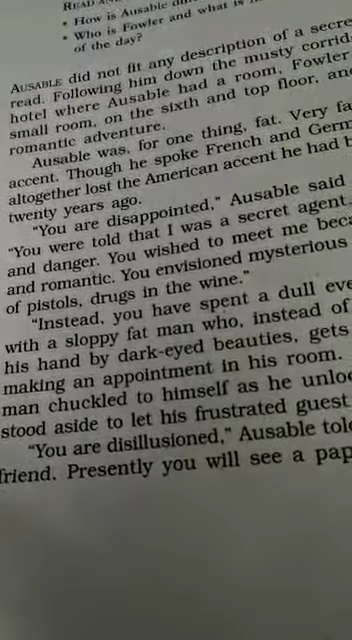 READ AN
• How is Ausable
• Who is Fowler and what is
of the day?
AUSABLE did not fit any description of a secre
read. Following him down the musty corrid
hotel where Ausable had a room, Fowler
small room, on the sixth and top floor, an
romantic adventure.
Ausable was, for one thing, fat. Very fa
accent. Though he spoke French and Germ
altogether lost the American accent he had b
twenty years ago.
"You are disappointed," Ausable said
"You were told that I was a secret agent,
and danger. You wished to meet me beca
and romantic. You envisioned mysterious
of pistols, drugs in the wine."
"Instead, you have spent a dull eve
with a sloppy fat man who, instead of
his hand by dark-eyed beauties, gets
making an appointment in his room.
man chuckled to himself as he unlo
stood aside to let his frustrated guest
"You are disillusioned," Ausable tol
friend. Presently you will see a pap